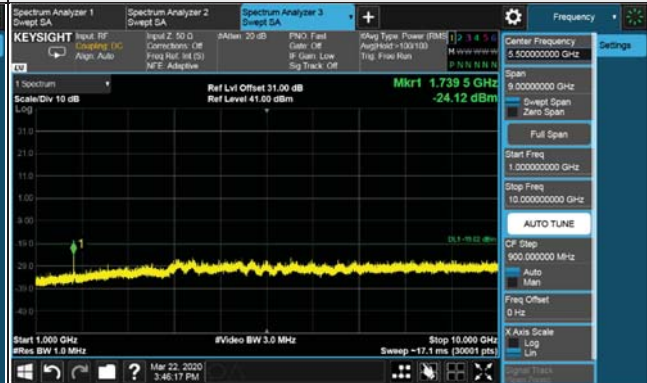 Spectrum Analyzer 1
Swept SA
Spectrum Analyzer 2
Swept SA
Spectrum Analyzer 3
Swept SA
Frequency
KEYSIGHT
Input: RF
Coupling: DC
Align: Auto
Input Z: 50 Ω
Corrections: Off
Freq Ref: Int (S)
NFE: Adaptive
#Atten: 20 dB
PNO: Fast
Gate: Off
IF Gain: Low
Sig Track: Off
#Avg Type: Power (RMS
Avg|Hold:>100/100
Trig: Free Run
1 2 3 4 5 6
M W W W W W
P N N N N N
1 Spectrum
Scale/Div 10 dB
Log
Ref Lvl Offset 31.00 dB
Ref Level 41.00 dBm
Mkr1 1.739 5 GHz
-24.12 dBm
31.0
21.0
11.0
1.00
-9.00
-19.0
-29.0
-39.0
-49.0
1
DL1 -19.02 dBm
Start 1.000 GHz
#Res BW 1.0 MHz
#Video BW 3.0 MHz
Stop 10.000 GHz
Sweep ~17.1 ms (30001 pts)
Mar 22, 2020
3:46:17 PM
Center Frequency
5.500000000 GHz
Settings
Span
9.00000000 GHz
Swept Span
Zero Span
Full Span
Start Freq
1.000000000 GHz
Stop Freq
10.000000000 GHz
AUTO TUNE
CF Step
900.000000 MHz
Auto
Man
Freq Offset
0 Hz
X Axis Scale
Log
Lin
Signal Track